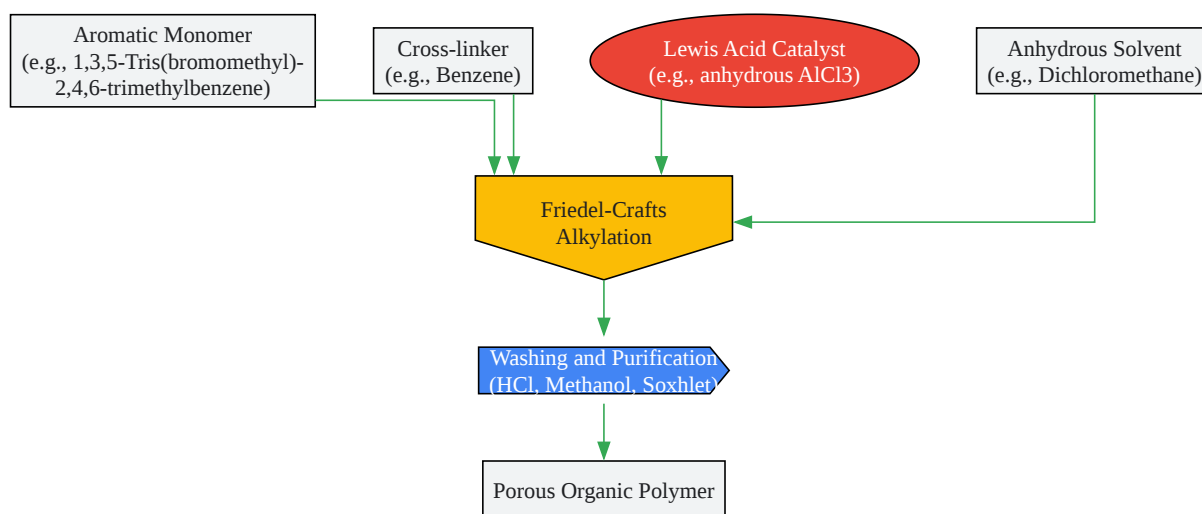 Aromatic Monomer
(e.g., 1,3,5-Tris(bromomethyl)-
2,4,6-trimethylbenzene)
Cross-linker
(e.g., Benzene)
Lewis Acid Catalyst
(e.g., anhydrous AlCl3)
Anhydrous Solvent
(e.g., Dichloromethane)
Friedel-Crafts
Alkylation
Washing and Purification
(HCl, Methanol, Soxhlet)
Porous Organic Polymer